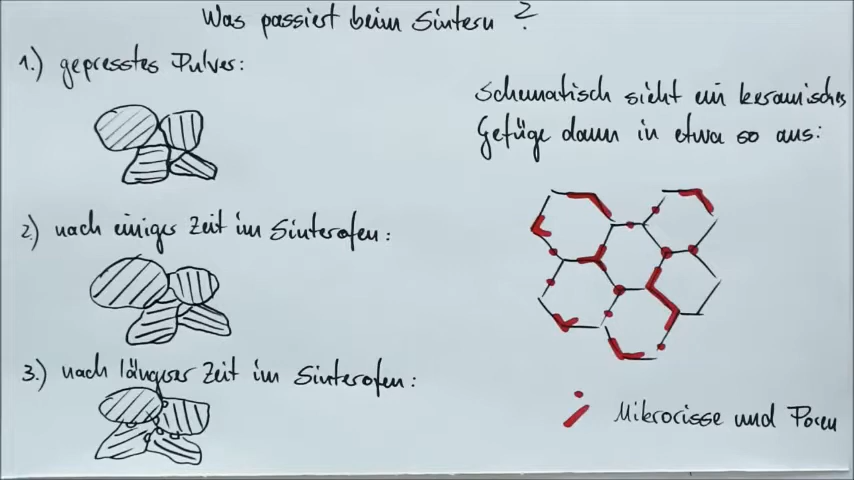 Was passiert beim Sintern?
1.) gepresstes Pulver:
2.) nach einiger Zeit im Sinterofen:
3.) nach längerer Zeit im Sinterofen:
Schematisch sieht ein keramisches
Gefüge dann in etwa so aus:
Mikrorisse und Poren